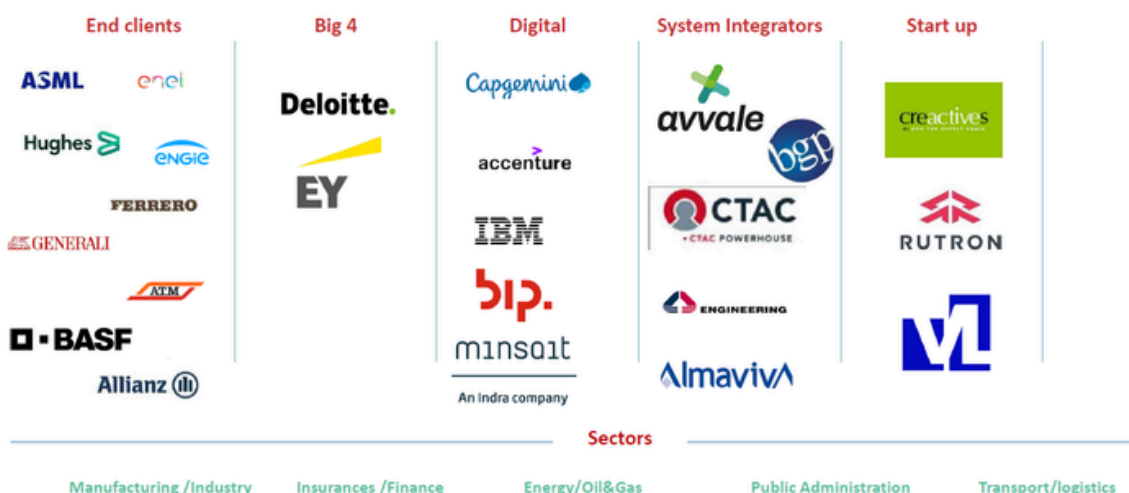 End clients
ASML
enel
Hughes
ENGIE
FERRERO
GENERALI
ATM
BASF
Allianz
Big 4
Deloitte.
EY
Digital
Capgemini
accenture
IBM
bip.
minsait
An Indra company
System Integrators
avvale
bgp
CTAC
• CTAC POWERHOUSE
ENGINEERING
AlmavivA
Start up
creactives
RUTRON
VL
Sectors
Manufacturing /Industry Insurances /Finance Energy/Oil&Gas Public Administration Transport/logistics